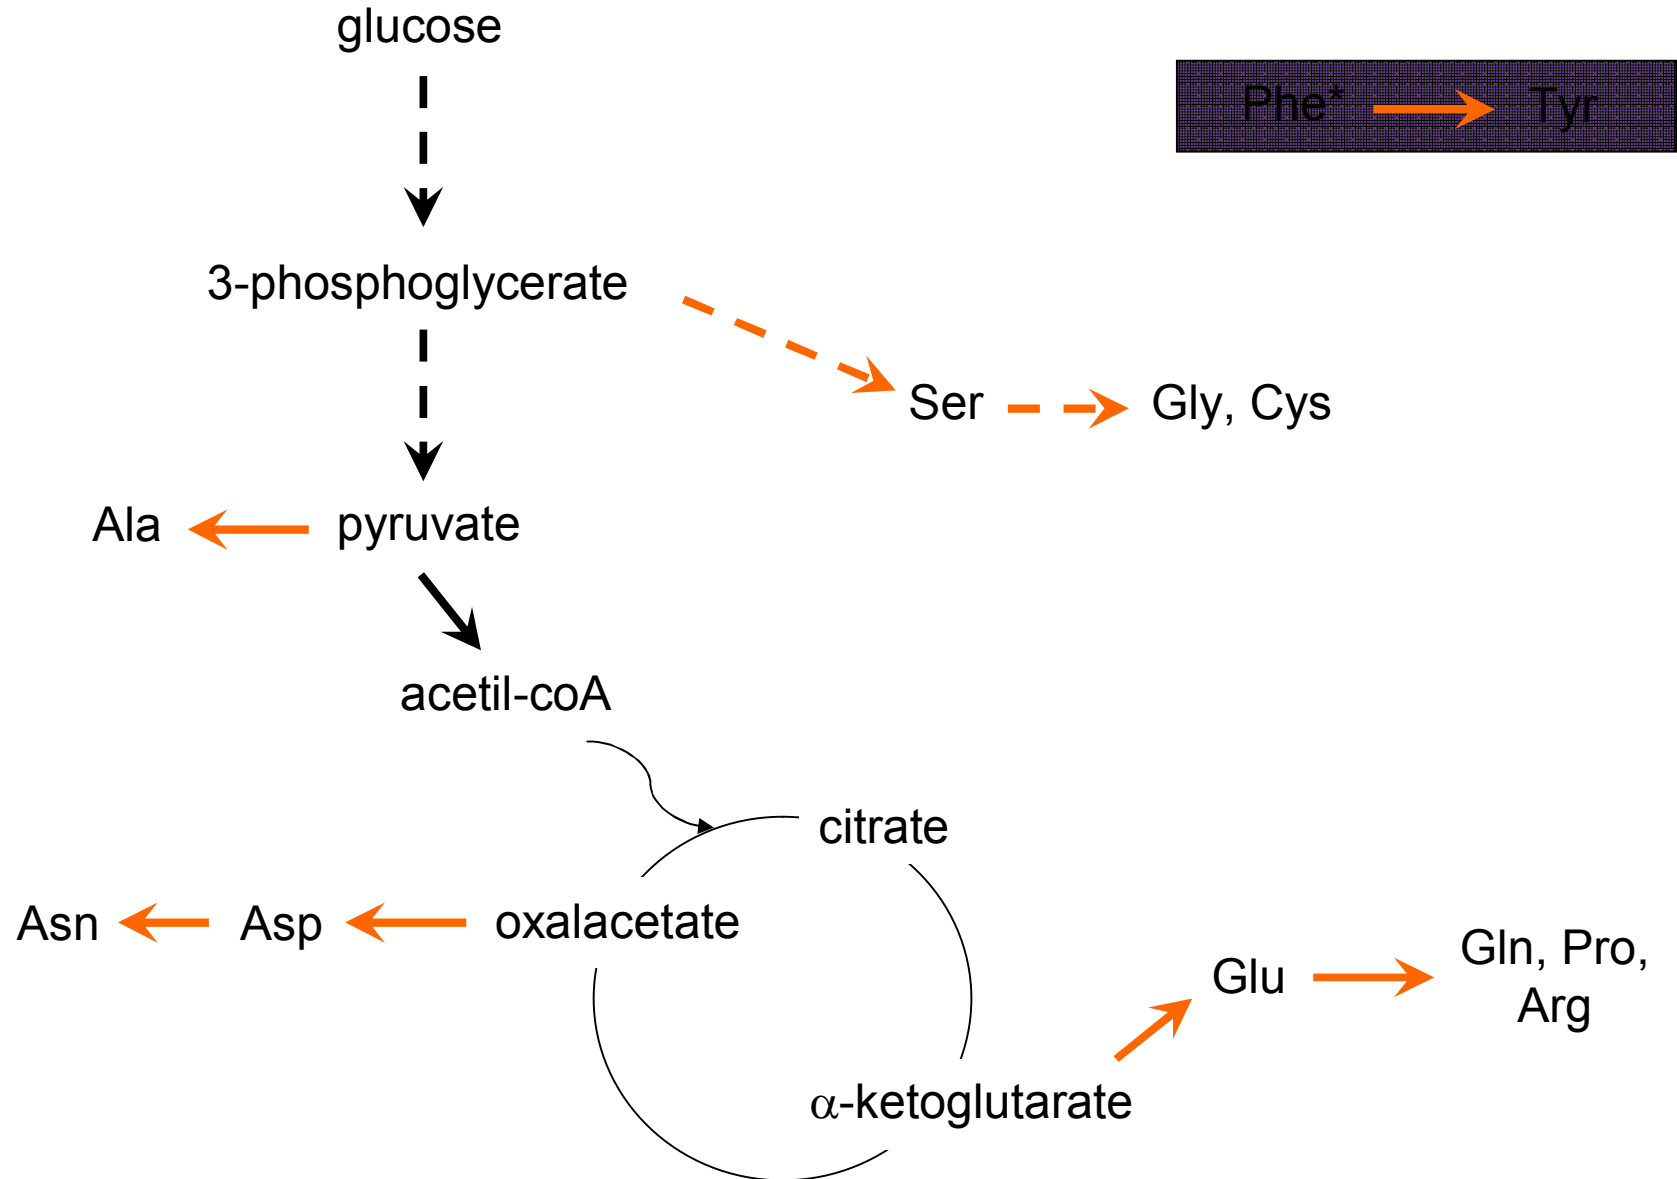 glucose
Phe* Tyr
3-phosphoglycerate
Ser Gly, Cys
Ala pyruvate
acetil-coA
citrate
Asn Asp oxalacetate
Glu Gln, Pro,
Arg
α-ketoglutarate